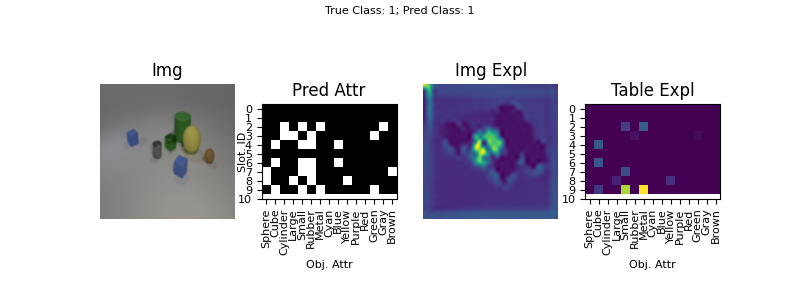 True Class: 1; Pred Class: 1
Img
Pred Attr
Img Expl
Table Expl
Slot. ID
0
1
2
3
4
5
6
7
8
9
10
Sphere
Cube
Cylinder
Large
Small
Rubber
Metal
Cyan
Blue
Yellow
Purple
Red
Green
Gray
Brown
Obj. Attr
0
1
2
3
4
5
6
7
8
9
10
Sphere
Cube
Cylinder
Large
Small
Rubber
Metal
Cyan
Blue
Yellow
Purple
Red
Green
Gray
Brown
Obj. Attr